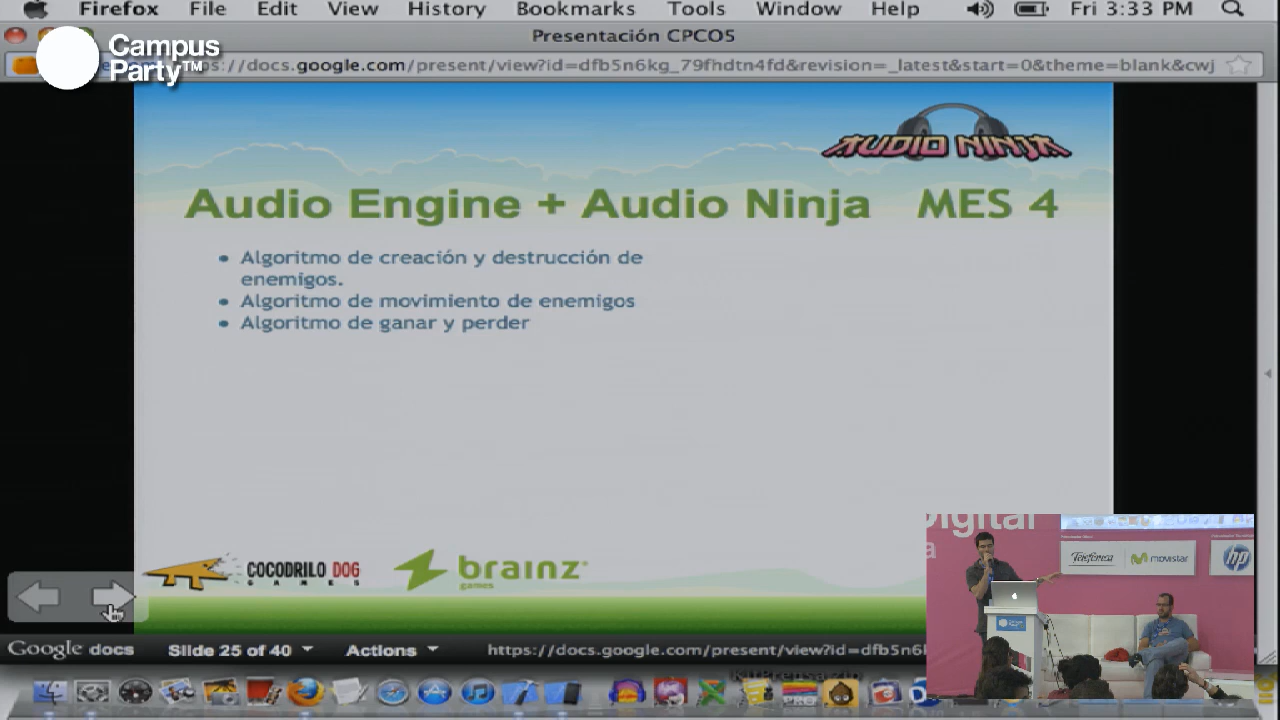 Firefox File Edit View History Bookmarks Tools Window Help Fri 3:33 PM
Presentación CPCO5
Campus
Party™
s://docs.google.com/present/view?id=dfb5n6kg_79fhdtn4fd&revision=_latest&start=0&theme=blank&cwj
AUDIO NINJA
Audio Engine + Audio Ninja MES 4
• Algoritmo de creación y destrucción de
enemigos.
• Algoritmo de movimiento de enemigos
• Algoritmo de ganar y perder
COCODRILO DOG
GAMES
brainz
games
Digital
a
Telefónica
movistar
hp
Campus
Party
Google docs Slide 25 of 40 Actions https://docs.google.com/present/view?id=dfb5n6k